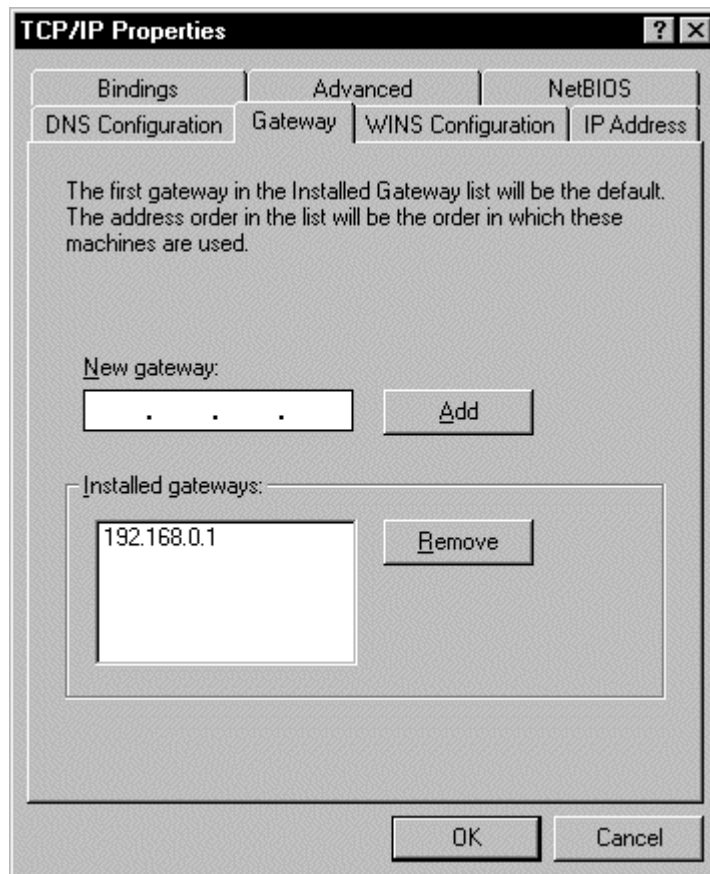 TCP/IP Properties
? ×
Bindings Advanced NetBIOS
DNS Configuration Gateway WINS Configuration IP Address
The first gateway in the Installed Gateway list will be the default.
The address order in the list will be the order in which these
machines are used.
New gateway:
. . .
Add
Installed gateways:
192.168.0.1
Remove
OK Cancel